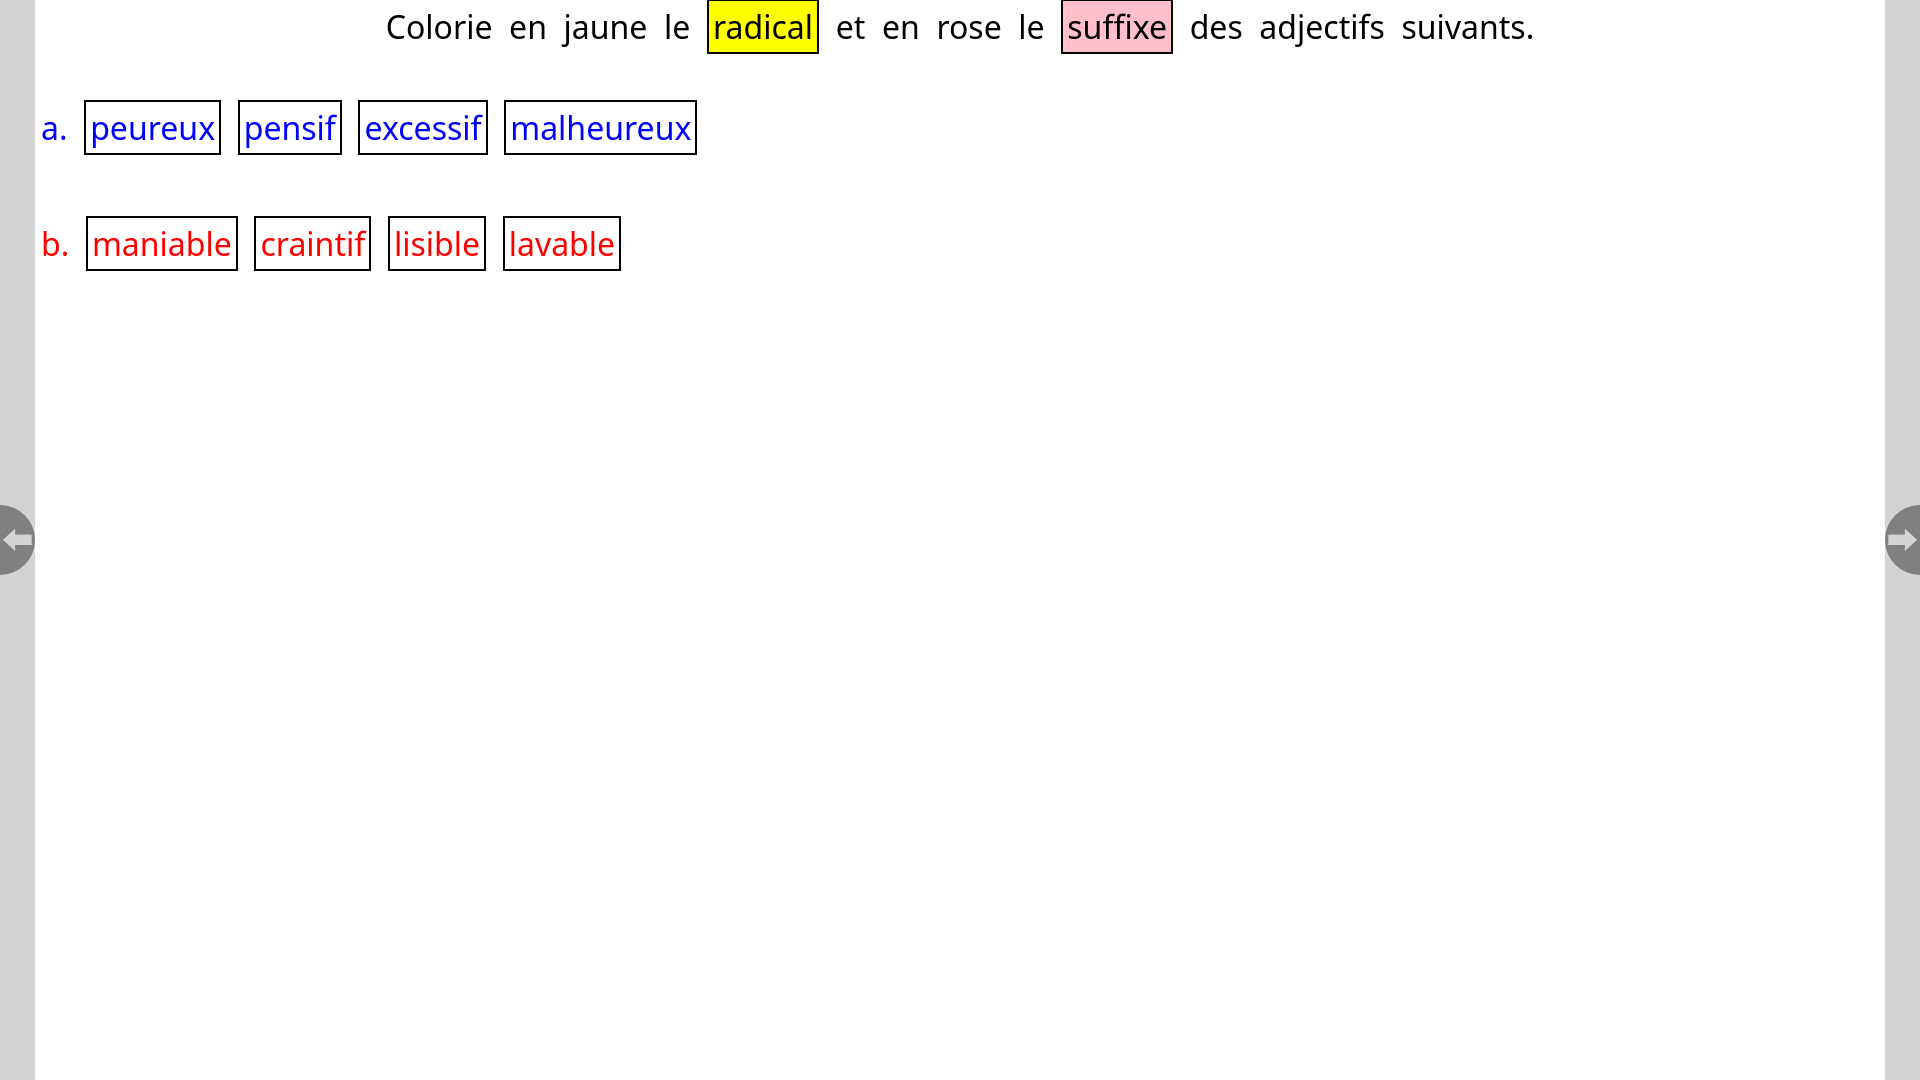 Colorie en jaune le radical et en rose le suffixe des adjectifs suivants.
a. peureux pensif excessif malheureux
b. maniable craintif lisible lavable